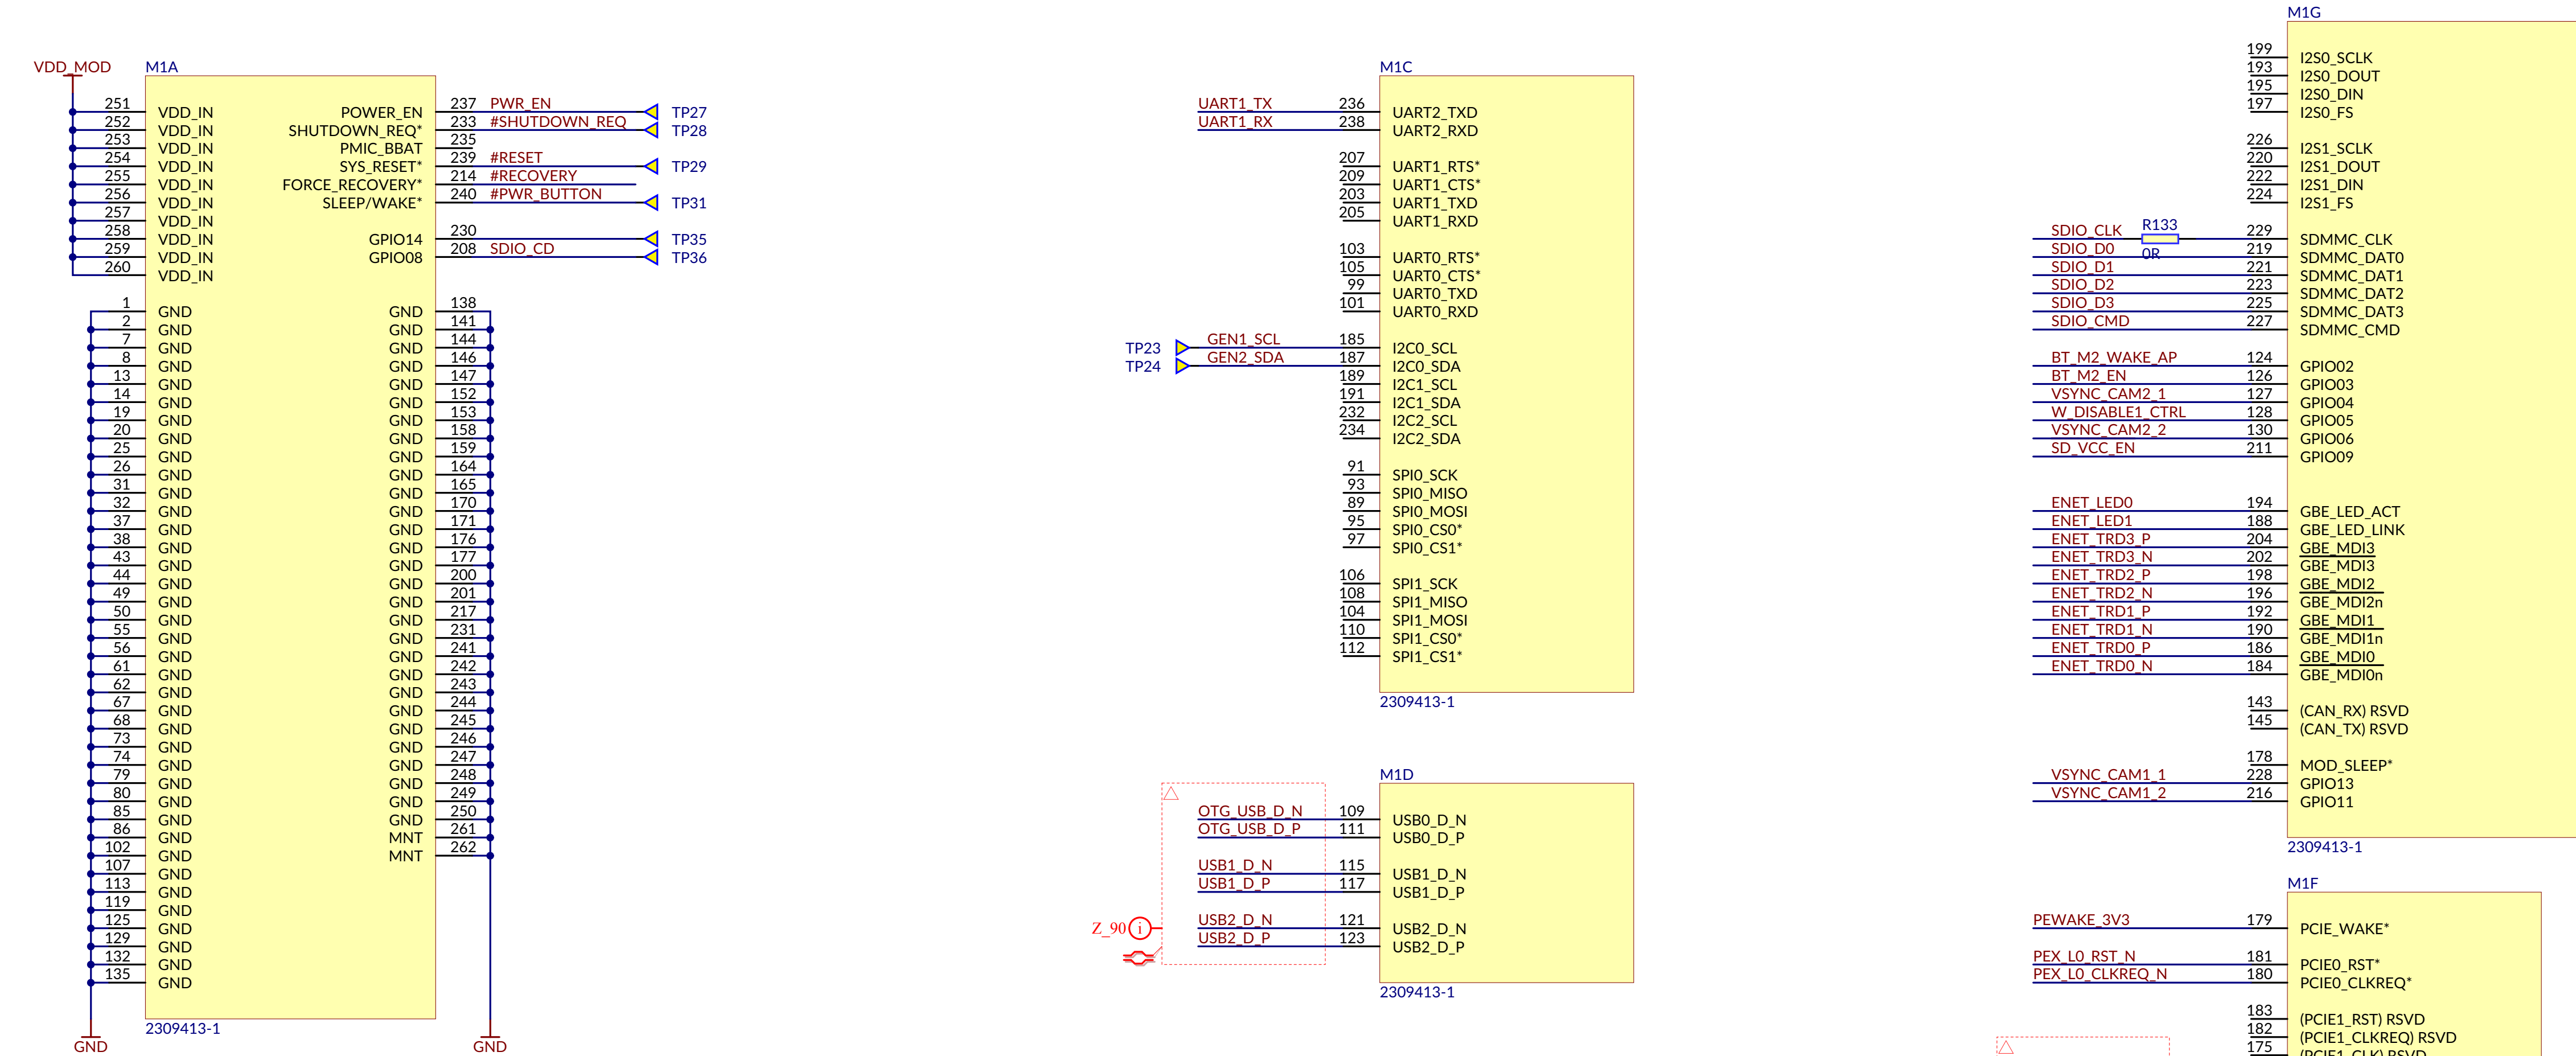 VDD_MOD
M1A
251 VDD_IN POWER_EN 237 PWR_EN TP27
252 VDD_IN SHUTDOWN_REQ* 233 #SHUTDOWN_REQ TP28
253 VDD_IN PMIC_BBAT 235
254 VDD_IN SYS_RESET* 239 #RESET TP29
255 VDD_IN FORCE_RECOVERY* 214 #RECOVERY
256 VDD_IN SLEEP/WAKE* 240 #PWR_BUTTON TP31
257 VDD_IN
258 VDD_IN GPIO14 230 TP35
259 VDD_IN GPIO08 208 SDIO_CD TP36
260 VDD_IN
1 GND GND 138
2 GND GND 141
7 GND GND 144
8 GND GND 146
13 GND GND 147
14 GND GND 152
19 GND GND 153
20 GND GND 158
25 GND GND 159
26 GND GND 164
31 GND GND 165
32 GND GND 170
37 GND GND 171
38 GND GND 176
43 GND GND 177
44 GND GND 200
49 GND GND 201
50 GND GND 217
55 GND GND 231
56 GND GND 241
61 GND GND 242
62 GND GND 243
67 GND GND 244
68 GND GND 245
73 GND GND 246
74 GND GND 247
79 GND GND 248
80 GND GND 249
85 GND GND 250
86 GND MNT 261
102 GND MNT 262
107 GND
113 GND
119 GND
125 GND
129 GND
132 GND
135 GND
2309413-1
GND
GND
M1C
UART1_TX 236 UART2_TXD
UART1_RX 238 UART2_RXD
207 UART1_RTS*
209 UART1_CTS*
203 UART1_TXD
205 UART1_RXD
103 UART0_RTS*
105 UART0_CTS*
99 UART0_TXD
101 UART0_RXD
TP23 GEN1_SCL 185 I2C0_SCL
TP24 GEN2_SDA 187 I2C0_SDA
189 I2C1_SCL
191 I2C1_SDA
232 I2C2_SCL
234 I2C2_SDA
91 SPI0_SCK
93 SPI0_MISO
89 SPI0_MOSI
95 SPI0_CS0*
97 SPI0_CS1*
106 SPI1_SCK
108 SPI1_MISO
104 SPI1_MOSI
110 SPI1_CS0*
112 SPI1_CS1*
2309413-1
M1D
OTG_USB_D_N 109 USB0_D_N
OTG_USB_D_P 111 USB0_D_P
USB1_D_N 115 USB1_D_N
USB1_D_P 117 USB1_D_P
Z_90 i USB2_D_N 121 USB2_D_N
USB2_D_P 123 USB2_D_P
2309413-1
M1G
199 I2S0_SCLK
193 I2S0_DOUT
195 I2S0_DIN
197 I2S0_FS
226 I2S1_SCLK
220 I2S1_DOUT
222 I2S1_DIN
224 I2S1_FS
SDIO_CLK R133 0R 229 SDMMC_CLK
SDIO_D0 219 SDMMC_DAT0
SDIO_D1 221 SDMMC_DAT1
SDIO_D2 223 SDMMC_DAT2
SDIO_D3 225 SDMMC_DAT3
SDIO_CMD 227 SDMMC_CMD
BT_M2_WAKE_AP 124 GPIO02
BT_M2_EN 126 GPIO03
VSYNC_CAM2_1 127 GPIO04
W_DISABLE1_CTRL 128 GPIO05
VSYNC_CAM2_2 130 GPIO06
SD_VCC_EN 211 GPIO09
ENET_LED0 194 GBE_LED_ACT
ENET_LED1 188 GBE_LED_LINK
ENET_TRD3_P 204 GBE_MDI3
ENET_TRD3_N 202 GBE_MDI3
ENET_TRD2_P 198 GBE_MDI2
ENET_TRD2_N 196 GBE_MDI2n
ENET_TRD1_P 192 GBE_MDI1
ENET_TRD1_N 190 GBE_MDI1n
ENET_TRD0_P 186 GBE_MDI0
ENET_TRD0_N 184 GBE_MDI0n
143 (CAN_RX) RSVD
145 (CAN_TX) RSVD
178 MOD_SLEEP*
VSYNC_CAM1_1 228 GPIO13
VSYNC_CAM1_2 216 GPIO11
2309413-1
M1F
PEWAKE_3V3 179 PCIE_WAKE*
PEX_L0_RST_N 181 PCIE0_RST*
PEX_L0_CLKREQ_N 180 PCIE0_CLKREQ*
183 (PCIE1_RST) RSVD
182 (PCIE1_CLKREQ) RSVD
175 (PCIE1_CLK) RSVD